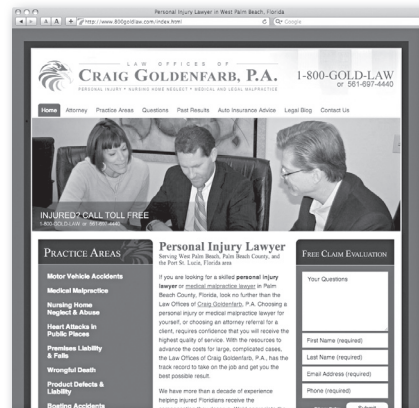 Personal Injury Lawyer in West Palm Beach, Florida
http://www.800goldlaw.com/index.html
Google
LAW OFFICES OF
CRAIG GOLDENFARB, P.A.
PERSONAL INJURY • NURSING HOME NEGLECT • MEDICAL AND LEGAL MALPRACTICE
1-800-GOLD-LAW
or 561-697-4440
Home Attorney Practice Areas Questions Past Results Auto Insurance Advice Legal Blog Contact Us
INJURED? CALL TOLL FREE
1-800-GOLD-LAW or 561-697-4440
PRACTICE AREAS
Motor Vehicle Accidents
Medical Malpractice
Nursing Home
Neglect & Abuse
Heart Attacks in
Public Places
Premises Liability
& Falls
Wrongful Death
Product Defects &
Liability
Boating Accidents
Personal Injury Lawyer
Serving West Palm Beach, Palm Beach County, and
the Port St. Lucie, Florida area
If you are looking for a skilled personal injury
lawyer or medical malpractice lawyer in Palm
Beach County, Florida, look no further than the
Law Offices of Craig Goldenfarb, P.A. Choosing a
personal injury or medical malpractice lawyer for
yourself, or choosing an attorney referral for a
client, requires confidence that you will receive the
highest quality of service. With the resources to
advance the costs for large, complicated cases,
the Law Offices of Craig Goldenfarb, P.A., has the
track record to take on the job and get you the
best possible result.
We have more than a decade of experience
helping injured Floridians receive the
FREE CLAIM EVALUATION
Your Questions
First Name (required)
Last Name (required)
Email Address (required)
Phone (required)
Submit